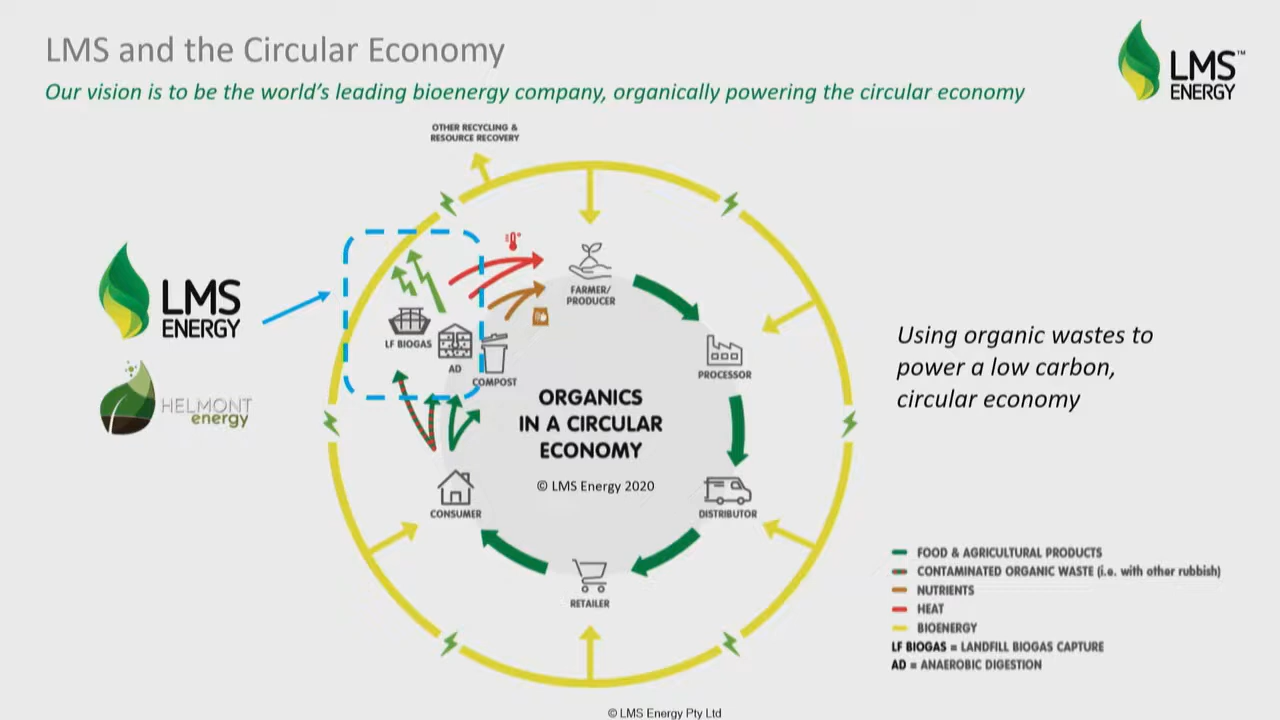 LMS and the Circular Economy
Our vision is to be the world's leading bioenergy company, organically powering the circular economy
LMS™
ENERGY
OTHER RECYCLING &
RESOURCE RECOVERY
FARMER/
PRODUCER
LMS
ENERGY
LF BIOGAS
AD
COMPOST
PROCESSOR
HELMONT
energy
ORGANICS
IN A CIRCULAR
ECONOMY
© LMS Energy 2020
Using organic wastes to
power a low carbon,
circular economy
CONSUMER
DISTRIBUTOR
RETAILER
FOOD & AGRICULTURAL PRODUCTS
CONTAMINATED ORGANIC WASTE (i.e. with other rubbish)
NUTRIENTS
HEAT
BIOENERGY
LF BIOGAS = LANDFILL BIOGAS CAPTURE
AD = ANAEROBIC DIGESTION
© LMS Energy Pty Ltd